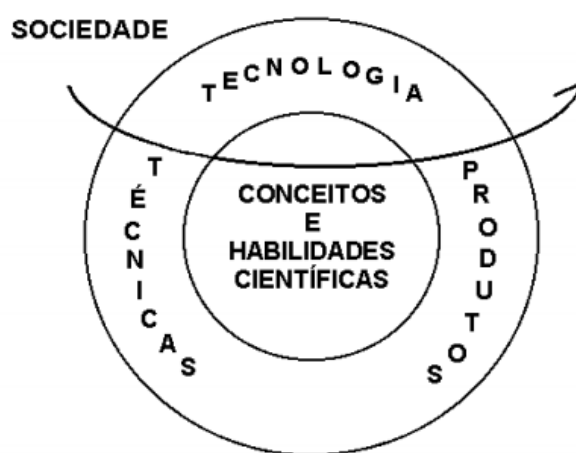 SOCIEDADE
TECNOLOGIA
TÉCNICAS
PRODUTOS
CONCEITOS
E
HABILIDADES
CIENTÍFICAS